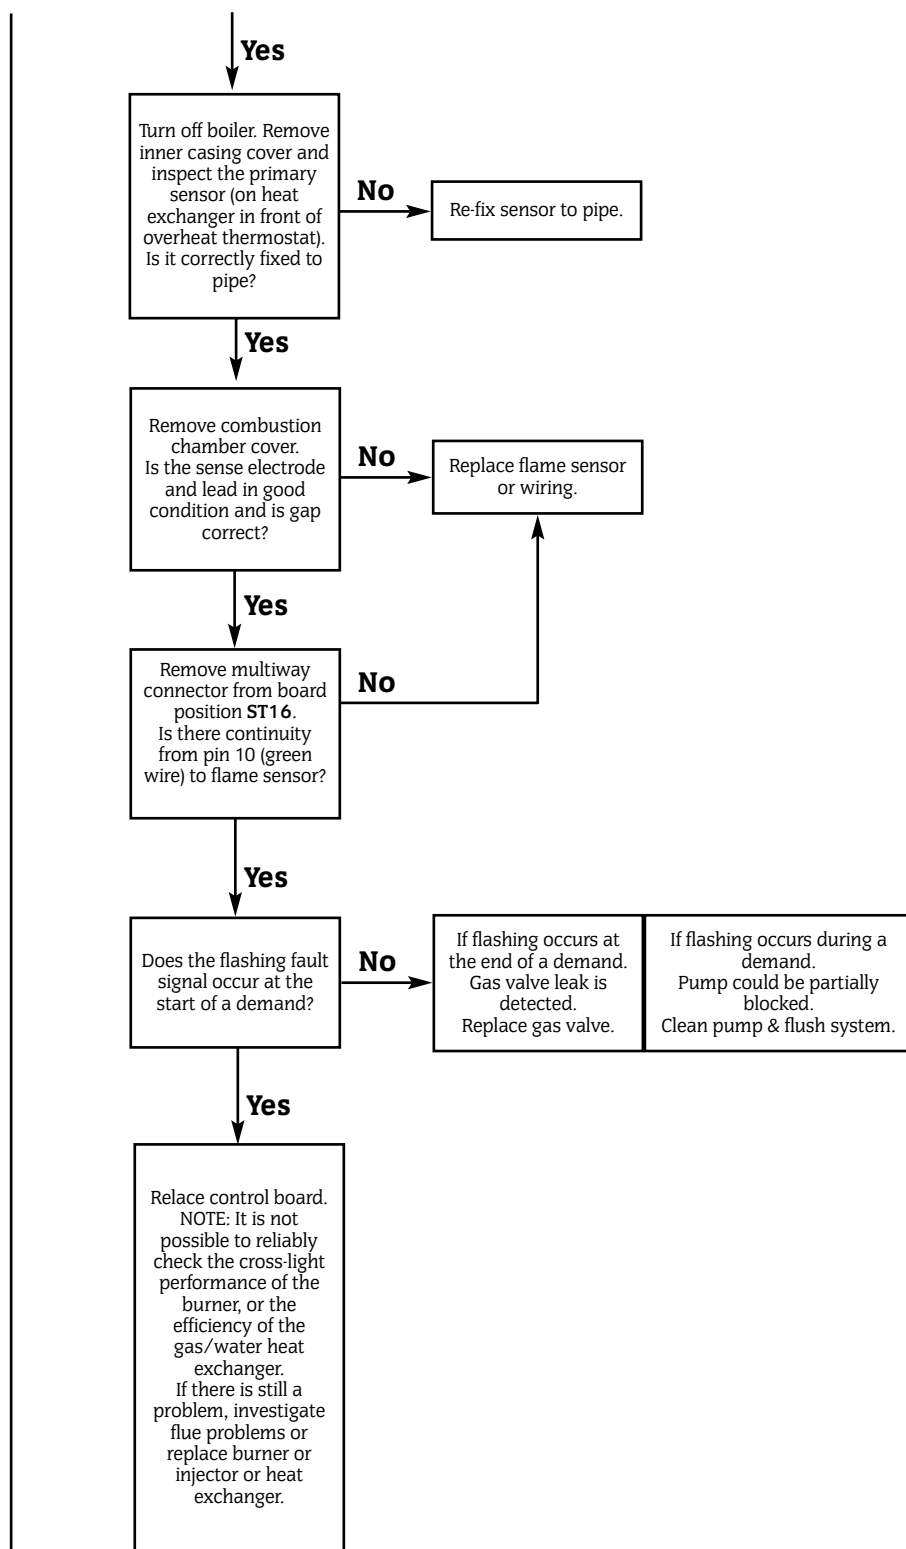 Yes
Turn off boiler. Remove
inner casing cover and
inspect the primary
sensor (on heat
exchanger in front of
overheat thermostat).
Is it correctly fixed to
pipe?
No
Re-fix sensor to pipe.
Yes
Remove combustion
chamber cover.
Is the sense electrode
and lead in good
condition and is gap
correct?
No
Replace flame sensor
or wiring.
Yes
Remove multiway
connector from board
position ST16.
Is there continuity
from pin 10 (green
wire) to flame sensor?
No
Yes
Does the flashing fault
signal occur at the
start of a demand?
No
If flashing occurs at
the end of a demand.
Gas valve leak is
detected.
Replace gas valve.
If flashing occurs during a
demand.
Pump could be partially
blocked.
Clean pump & flush system.
Yes
Relace control board.
NOTE: It is not
possible to reliably
check the cross-light
performance of the
burner, or the
efficiency of the
gas/water heat
exchanger.
If there is still a
problem, investigate
flue problems or
replace burner or
injector or heat
exchanger.